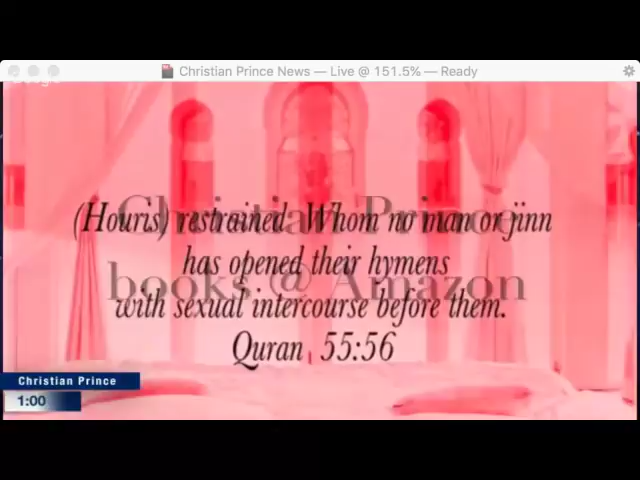 Christian Prince News — Live @ 151.5% — Ready
Christian Prince
books @ Amazon
(Houris) restrained Whom no man or jinn
has opened their hymens
with sexual intercourse before them.
Quran 55:56
Christian Prince
1:00